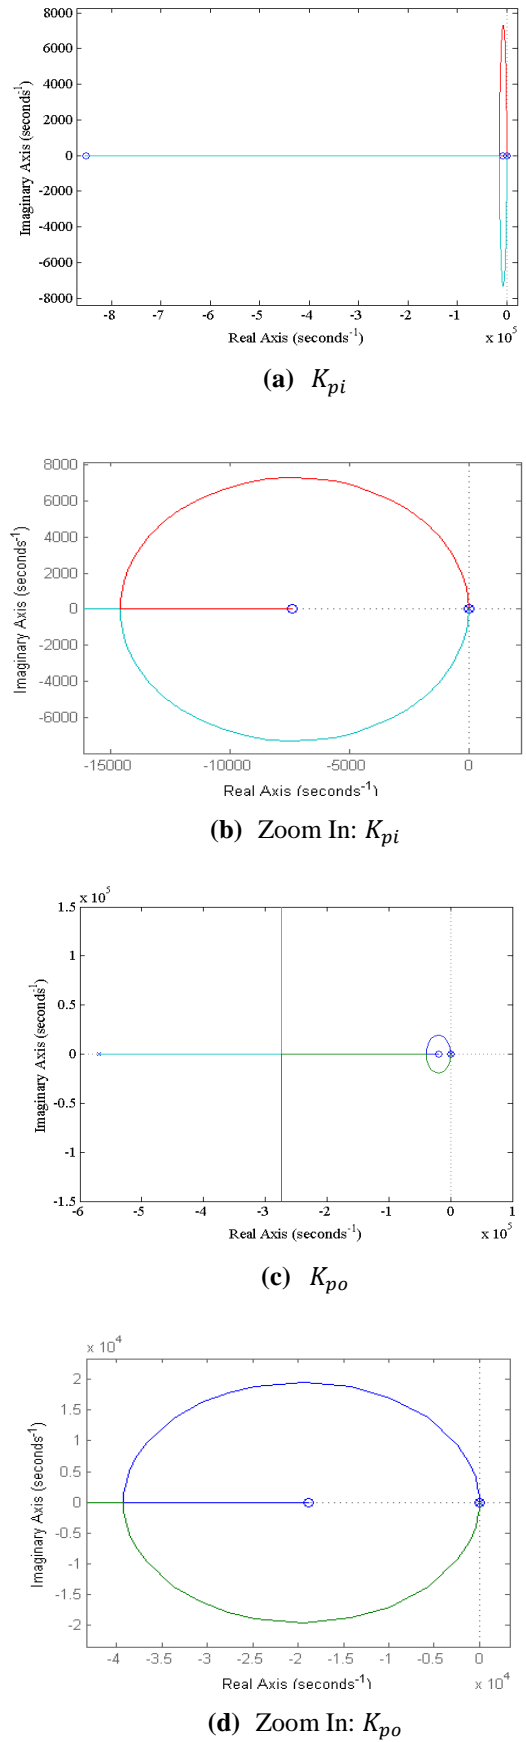 8000
6000
4000
2000
0
-2000
-4000
-6000
-8000
Imaginary Axis (seconds⁻¹)
-8 -7 -6 -5 -4 -3 -2 -1 0
Real Axis (seconds⁻¹) x 10⁵
(a) K_pi
8000
6000
4000
2000
0
-2000
-4000
-6000
Imaginary Axis (seconds⁻¹)
-15000 -10000 -5000 0
Real Axis (seconds⁻¹)
(b) Zoom In: K_pi
x 10⁵
1.5
1
0.5
0
-0.5
-1
-1.5
Imaginary Axis (seconds⁻¹)
-6 -5 -4 -3 -2 -1 0 1
Real Axis (seconds⁻¹) x 10⁵
(c) K_po
x 10⁴
2
1.5
1
0.5
0
-0.5
-1
-1.5
-2
Imaginary Axis (seconds⁻¹)
-4 -3.5 -3 -2.5 -2 -1.5 -1 -0.5 0
Real Axis (seconds⁻¹) x 10⁴
(d) Zoom In: K_po